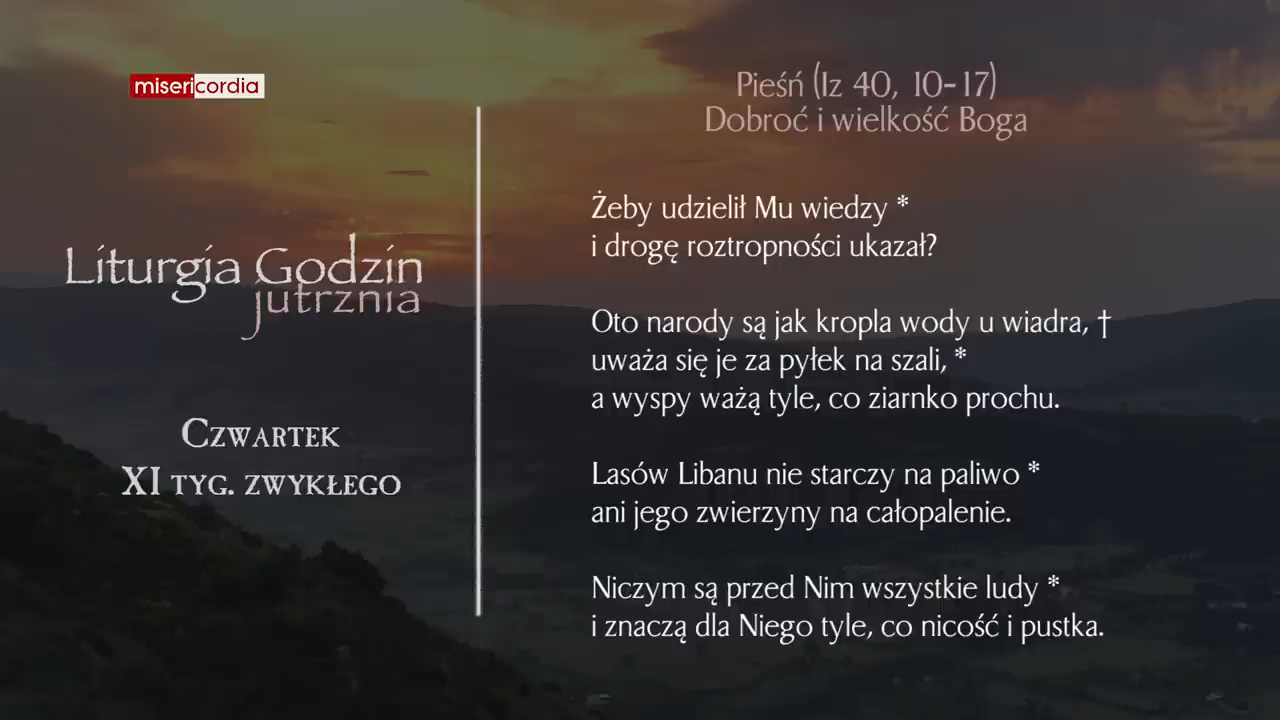 misericordia
Liturgia Godzin
jutrznia
Czwartek
XI tyg. zwykłego
Pieśń (Iz 40, 10-17)
Dobroć i wielkość Boga
Żeby udzielił Mu wiedzy *
i drogę roztropności ukazał?
Oto narody są jak kropla wody u wiadra, †
uważa się je za pyłek na szali, *
a wyspy ważą tyle, co ziarnko prochu.
Lasów Libanu nie starczy na paliwo *
ani jego zwierzyny na całopalenie.
Niczym są przed Nim wszystkie ludy *
i znaczą dla Niego tyle, co nicość i pustka.